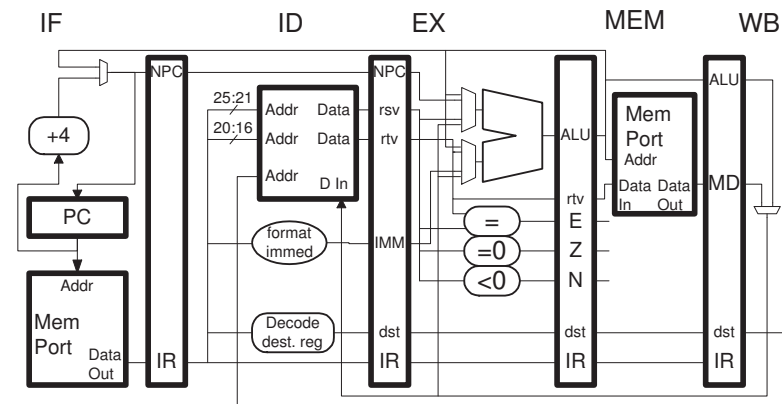 IF ID EX MEM WB
NPC NPC ALU
25:21 Addr Data rsv Mem
Port
+4 20:16 Addr Data rtv ALU Addr
Addr rtv Data Data MD
D In In Out
PC = E
format
immed IMM =0 Z
Addr <0 N
Mem
Port Decode
dest. reg dst dst dst
Data
Out IR IR IR IR